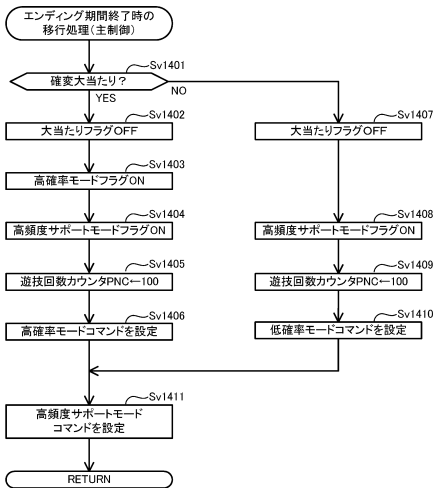 エンディング期間終了時の
移行処理(主制御)
Sv1401
確変大当たり?
YES
NO
Sv1402
大当たりフラグOFF
Sv1407
大当たりフラグOFF
Sv1403
高確率モードフラグON
Sv1404
高頻度サポートモードフラグON
Sv1408
高頻度サポートモードフラグON
Sv1405
遊技回数カウンタPNC←100
Sv1409
遊技回数カウンタPNC←100
Sv1406
高確率モードコマンドを設定
Sv1410
低確率モードコマンドを設定
Sv1411
高頻度サポートモード
コマンドを設定
RETURN